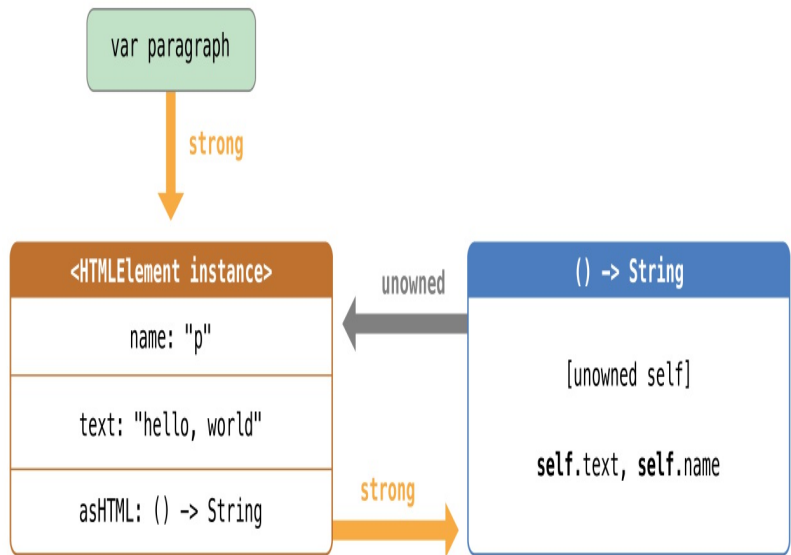 var paragraph
strong
<HTMLElement instance>
name: "p"
text: "hello, world"
asHTML: () -> String
unowned
strong
() -> String
[unowned self]
self.text, self.name